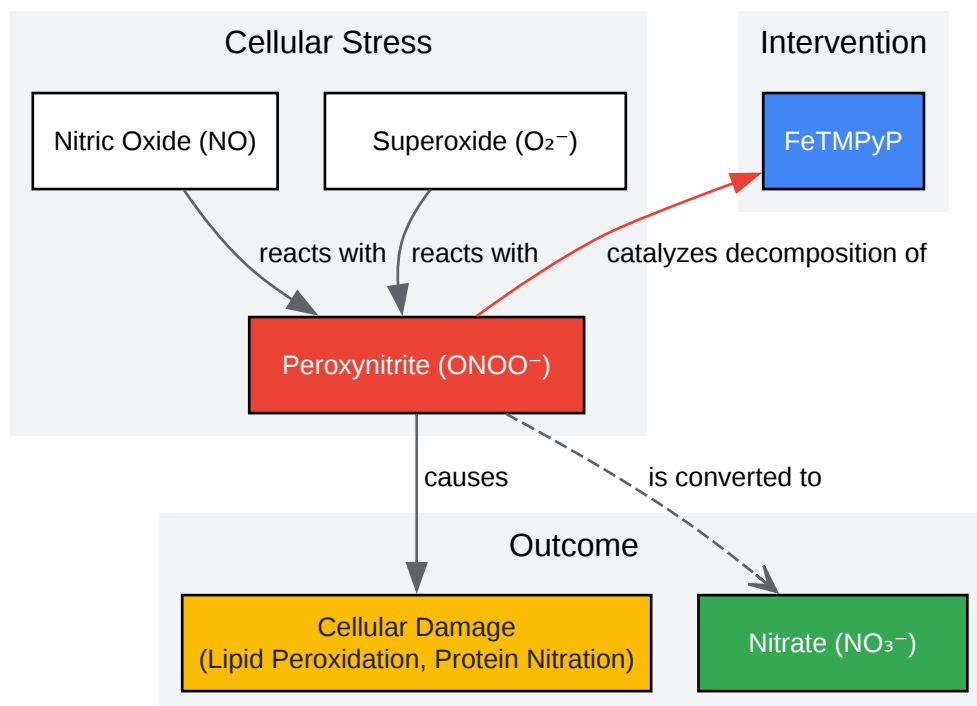 Cellular Stress
Intervention
Nitric Oxide (NO)
Superoxide (O₂⁻)
FeTMPyP
reacts with
reacts with
catalyzes decomposition of
Peroxynitrite (ONOO⁻)
causes
is converted to
Outcome
Cellular Damage
(Lipid Peroxidation, Protein Nitration)
Nitrate (NO₃⁻)